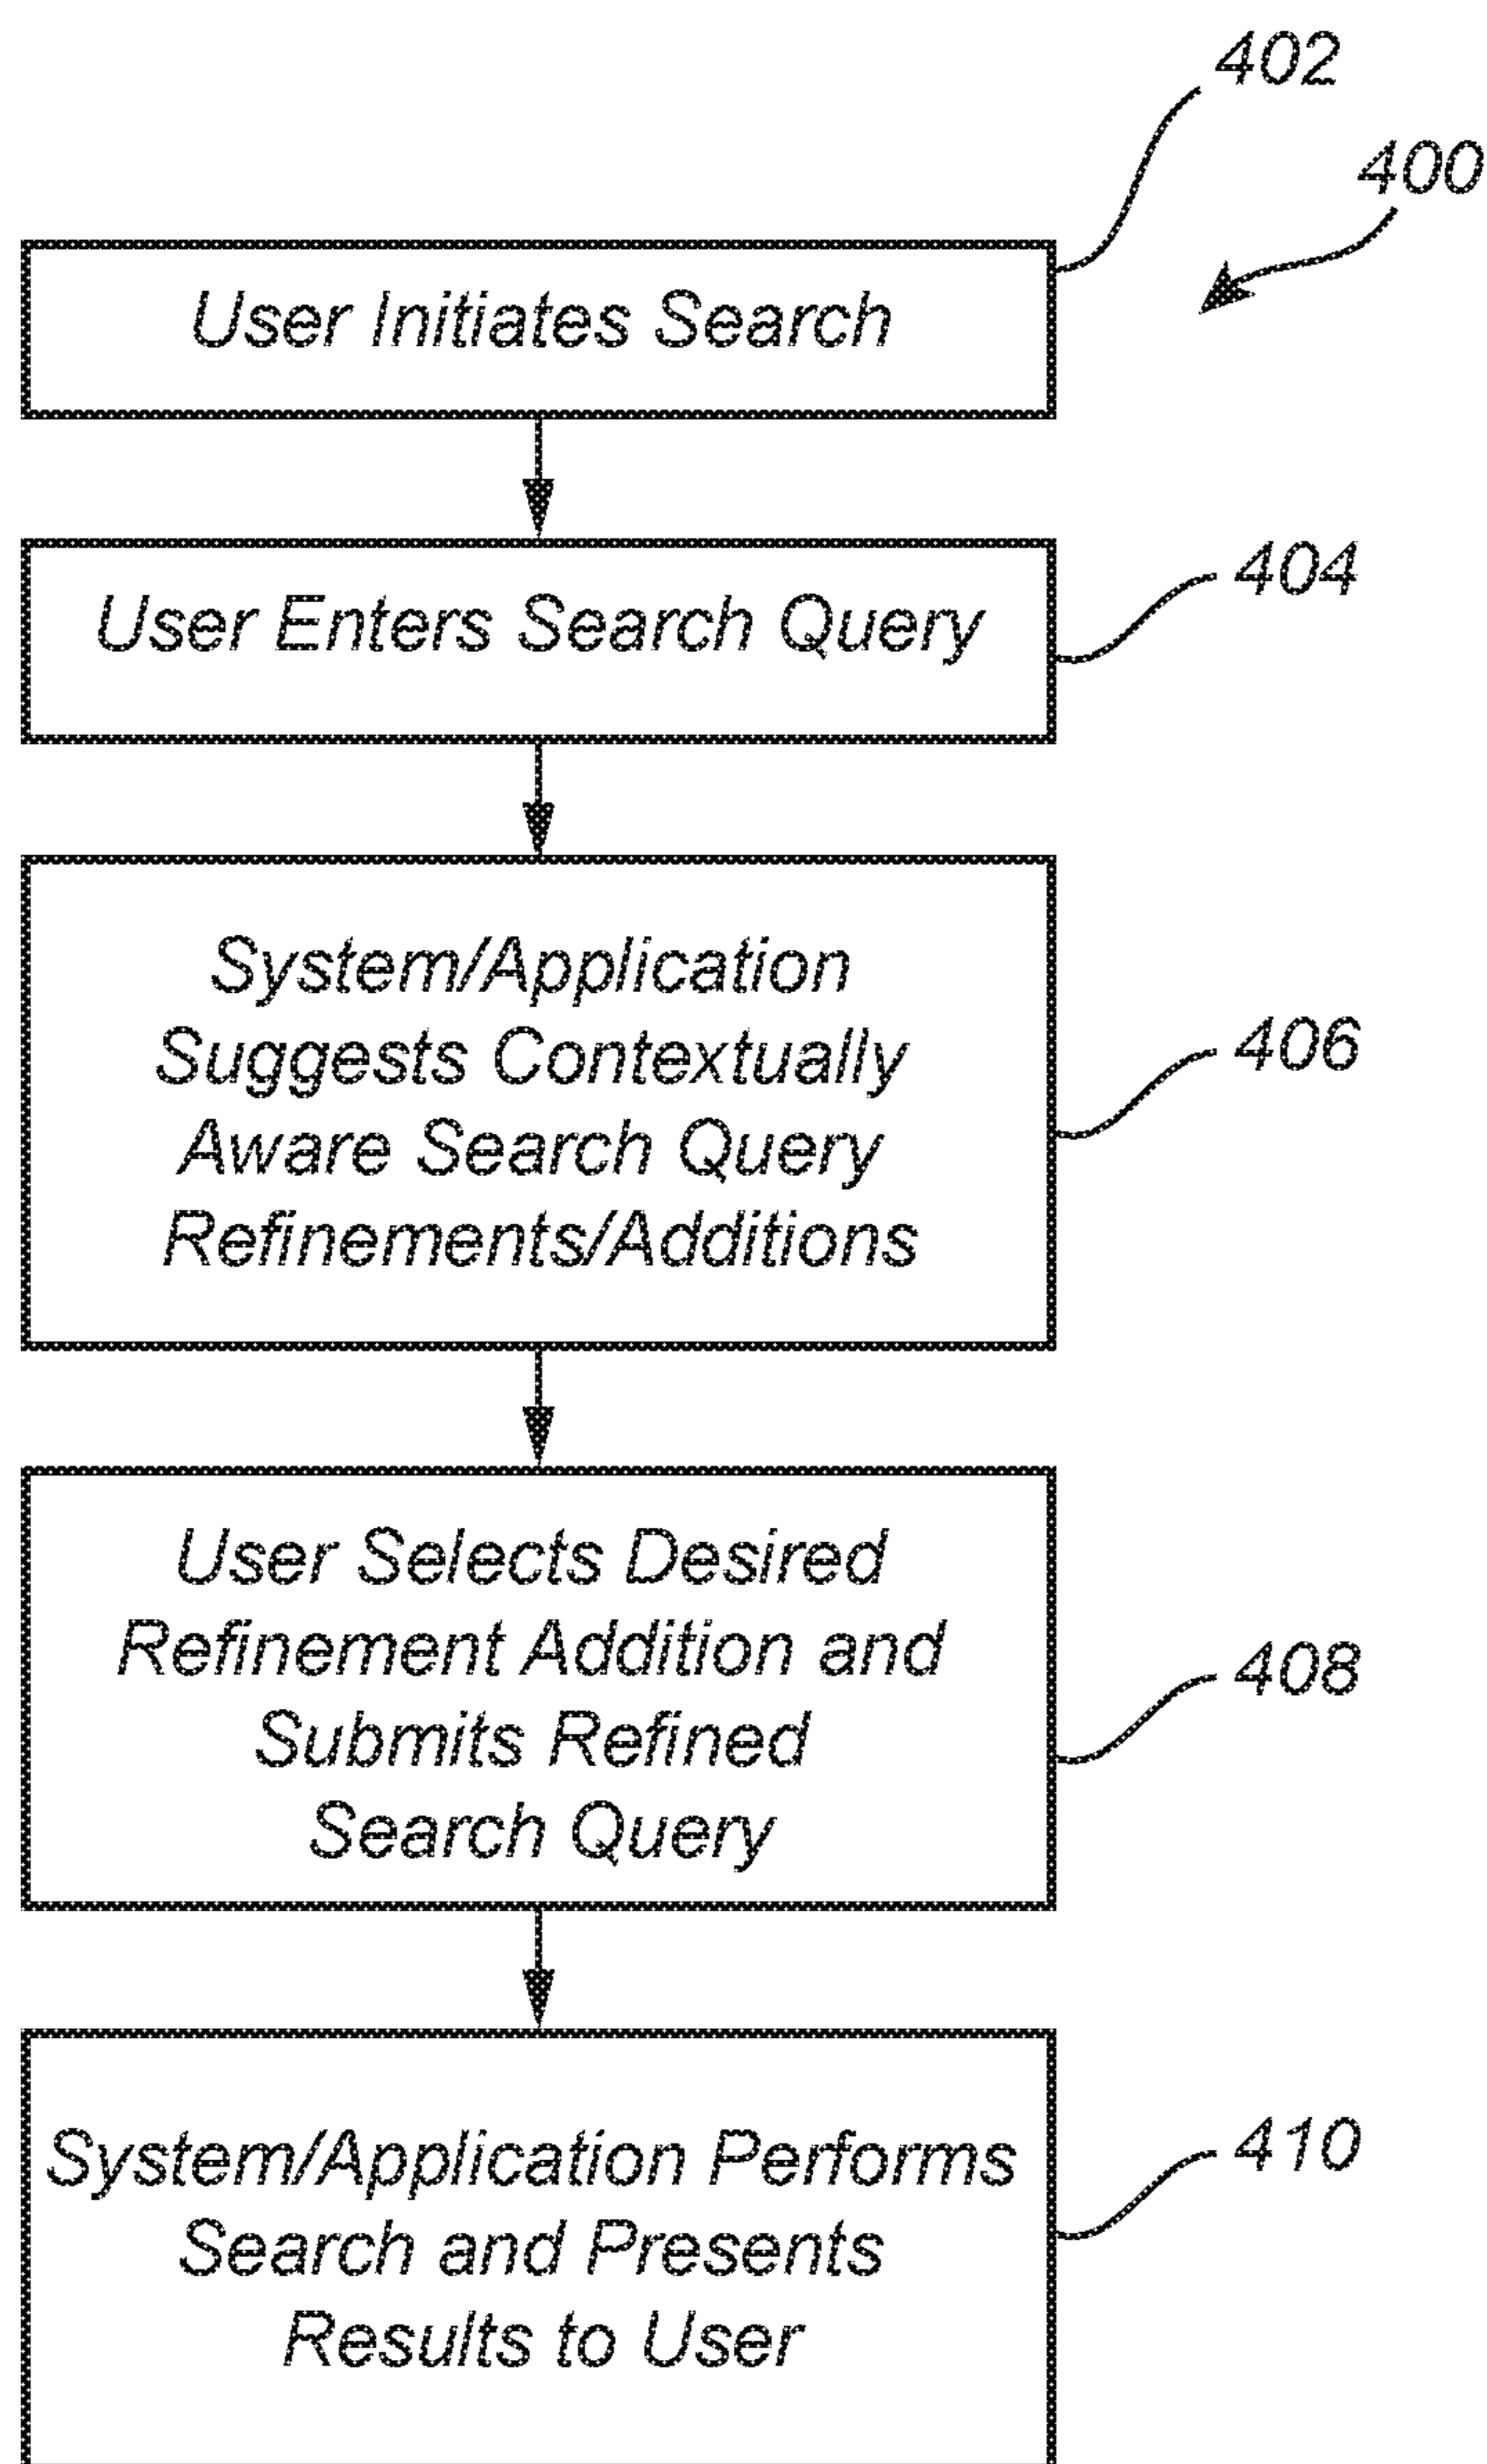 402
400
User Initiates Search
User Enters Search Query
404
System/Application
Suggests Contextually
Aware Search Query
Refinements/Additions
406
User Selects Desired
Refinement Addition and
Submits Refined
Search Query
408
System/Application Performs
Search and Presents
Results to User
410